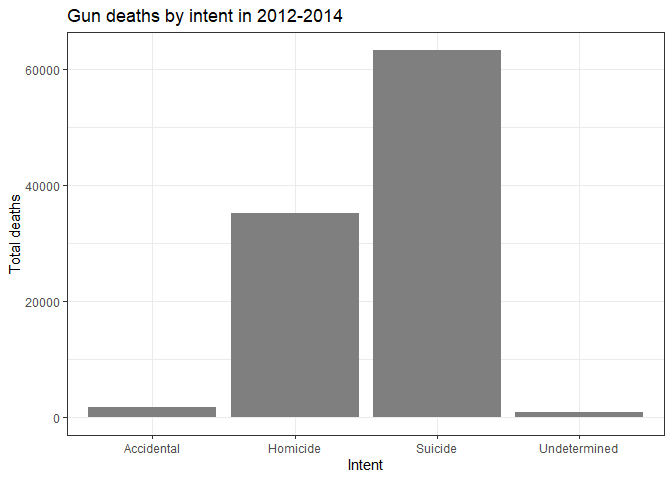 Gun deaths by intent in 2012-2014
Total deaths
60000
40000
20000
0
Accidental Homicide Suicide Undetermined
Intent